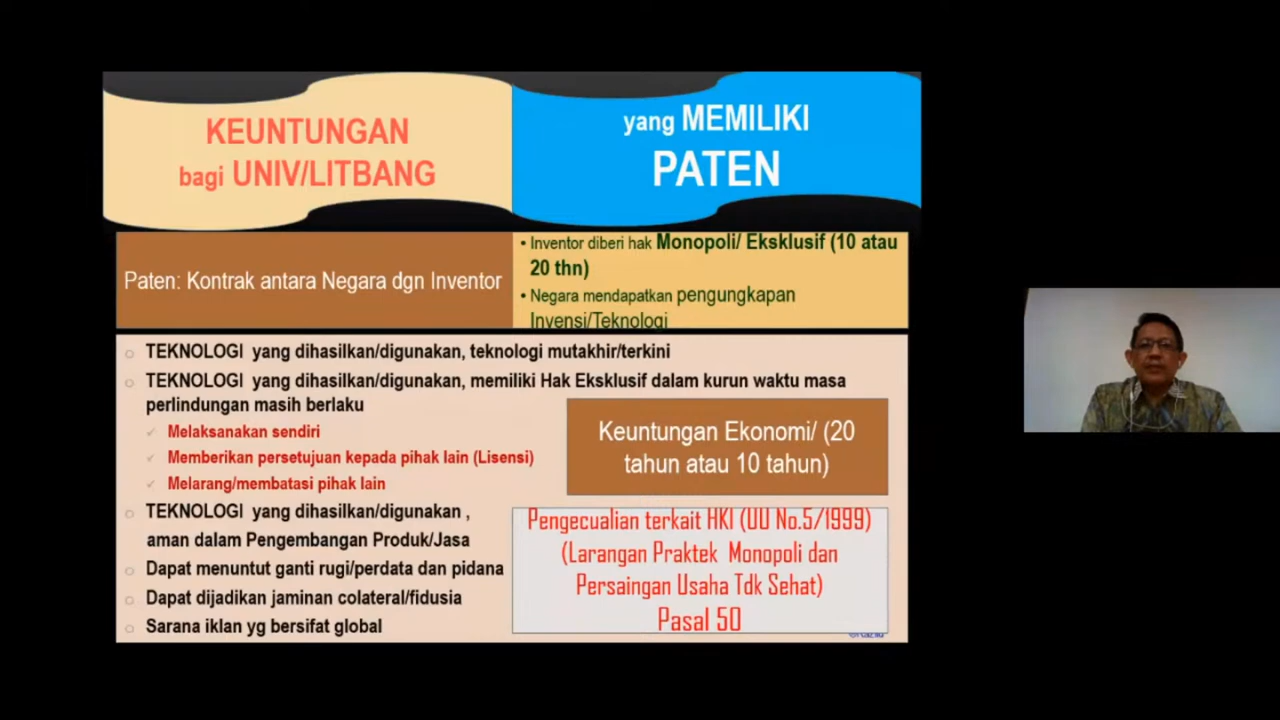 KEUNTUNGAN
bagi UNIV/LITBANG
yang MEMILIKI
PATEN
Paten: Kontrak antara Negara dgn Inventor
• Inventor diberi hak Monopoli/ Eksklusif (10 atau
20 thn)
• Negara mendapatkan pengungkapan
Invensi/Teknologi
TEKNOLOGI yang dihasilkan/digunakan, teknologi mutakhir/terkini
TEKNOLOGI yang dihasilkan/digunakan, memiliki Hak Eksklusif dalam kurun waktu masa
perlindungan masih berlaku
Melaksanakan sendiri
Memberikan persetujuan kepada pihak lain (Lisensi)
Melarang/membatasi pihak lain
Keuntungan Ekonomi/ (20
tahun atau 10 tahun)
TEKNOLOGI yang dihasilkan/digunakan ,
aman dalam Pengembangan Produk/Jasa
Dapat menuntut ganti rugi/perdata dan pidana
Dapat dijadikan jaminan colateral/fidusia
Sarana iklan yg bersifat global
Pengecualian terkait HKI (UU No.5/1999)
(Larangan Praktek Monopoli dan
Persaingan Usaha Tdk Sehat)
Pasal 50